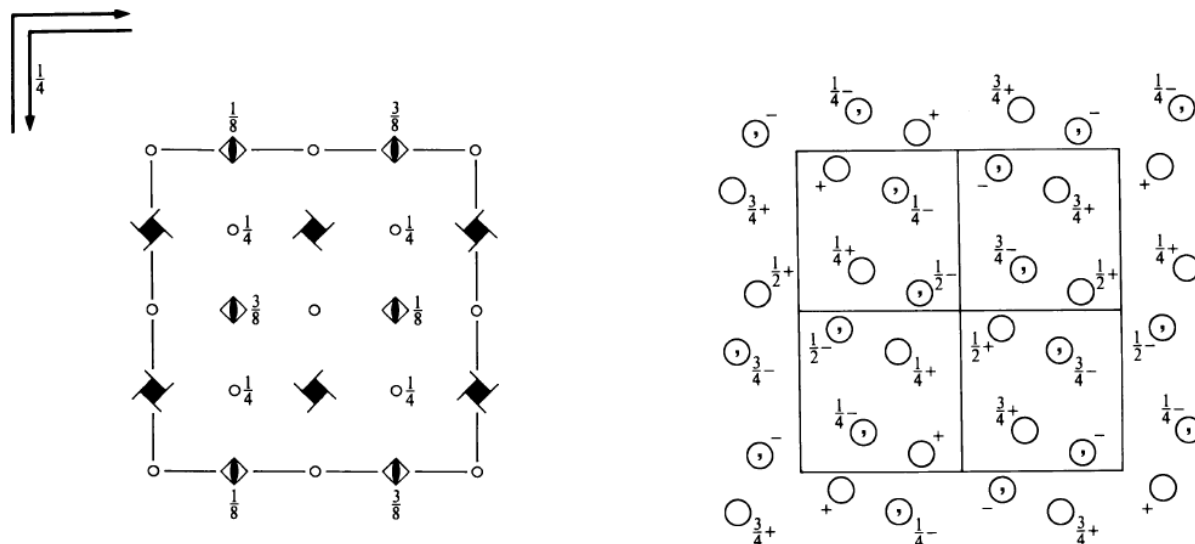 1/4
1/8 3/8
1/4 1/4
3/8 1/8
1/4 1/4
1/8 3/8
1/4− 3/4+ 1/4−
− + −
+ − +
3/4+ 1/4− 3/4+
1/4+ 3/4− 1/4+
1/2+ 1/2− 1/2+
1/2− 1/2+ 1/2−
3/4− 1/4+ 3/4−
1/4− 3/4+ 1/4−
− + −
+ − +
3/4+ 1/4− 3/4+